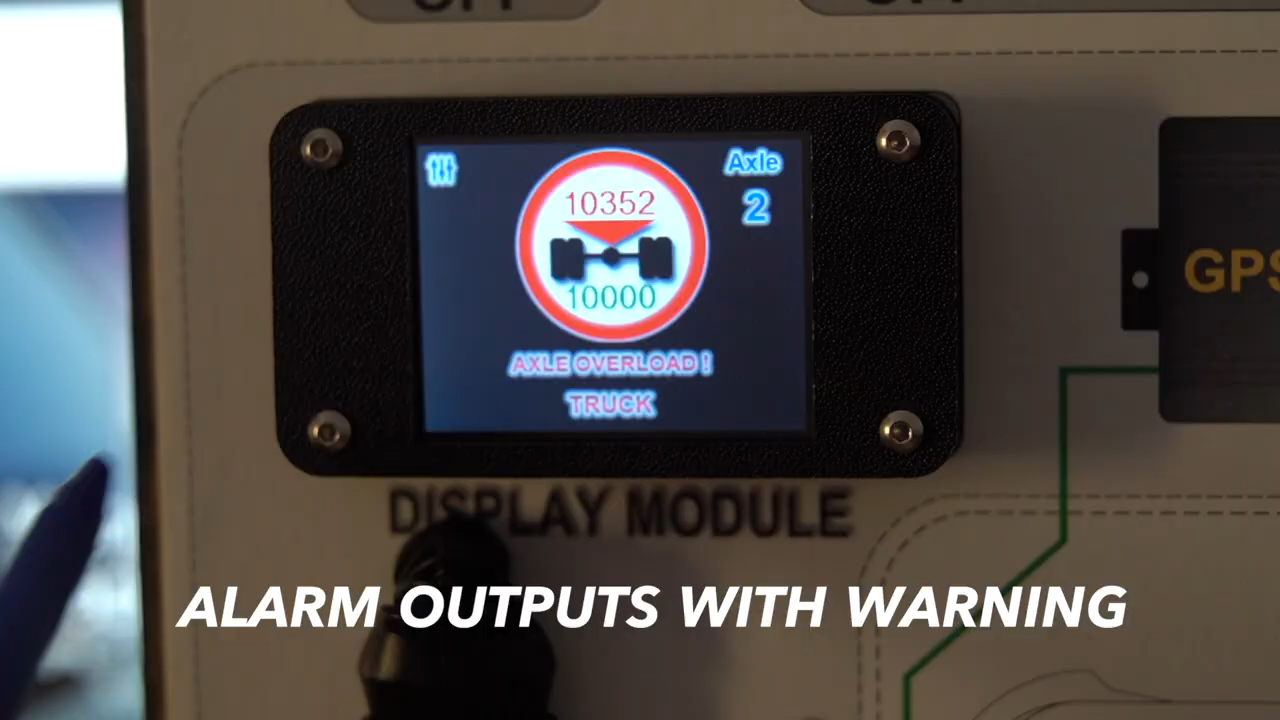 Axle
2
10352
10000
AXLE OVERLOAD !
TRUCK
GPS
DISPLAY MODULE
ALARM OUTPUTS WITH WARNING